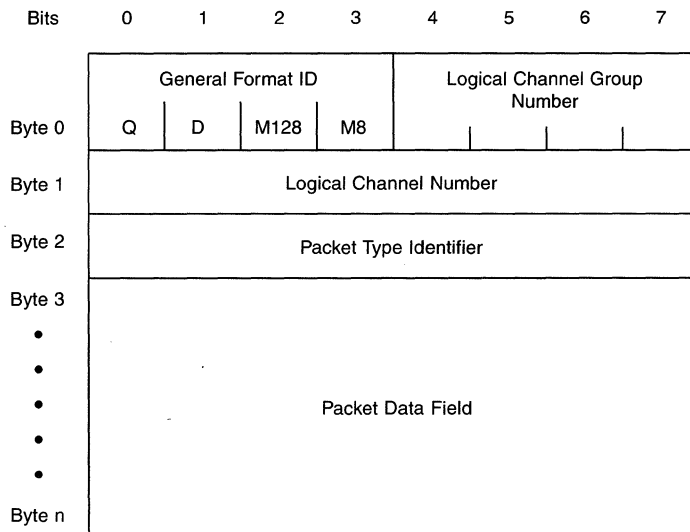 Bits 0 1 2 3 4 5 6 7
General Format ID
Logical Channel Group
Number
Byte 0 Q D M128 M8
Byte 1 Logical Channel Number
Byte 2 Packet Type Identifier
Byte 3
Packet Data Field
Byte n